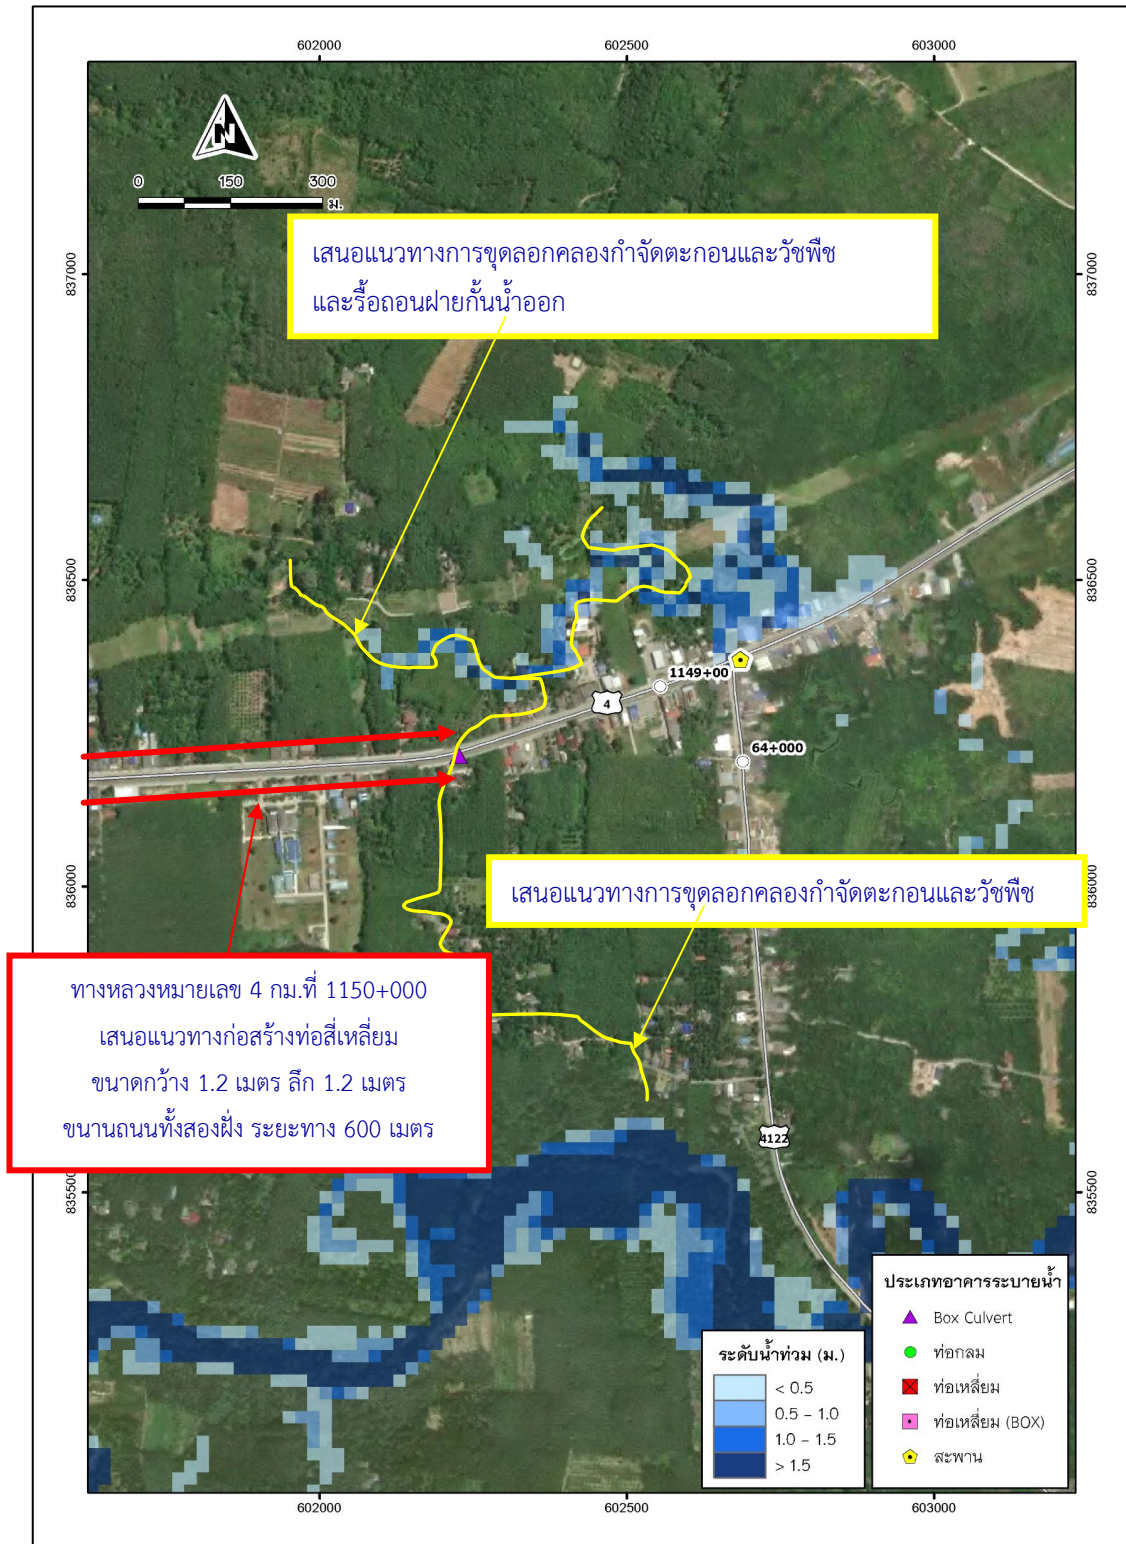 602000
602500
603000
N
0
150
300
ม.
เสนอแนวทางการขุดลอกคลองกำจัดตะกอนและวัชพืช
และรื้อถอนฝายกั้นน้ำออก
837000
837000
836500
836500
1149+00
4
64+000
836000
836000
เสนอแนวทางการขุดลอกคลองกำจัดตะกอนและวัชพืช
ทางหลวงหมายเลข 4 กม.ที่ 1150+000
เสนอแนวทางก่อสร้างท่อสี่เหลี่ยม
ขนาดกว้าง 1.2 เมตร ลึก 1.2 เมตร
ขนานถนนทั้งสองฝั่ง ระยะทาง 600 เมตร
4122
835500
835500
ระดับน้ำท่วม (ม.)
< 0.5
0.5 - 1.0
1.0 - 1.5
> 1.5
ประเภทอาคารระบายน้ำ
Box Culvert
ท่อกลม
ท่อเหลี่ยม
ท่อเหลี่ยม (BOX)
สะพาน
602000
602500
603000